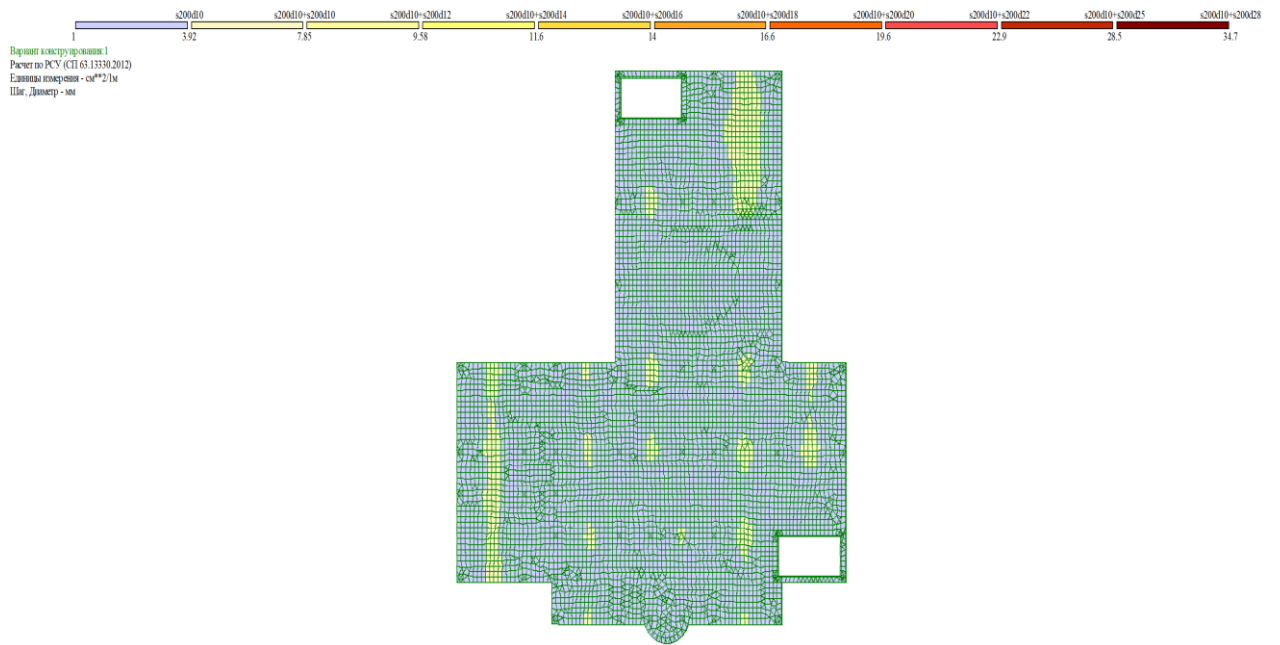 s200d10 s200d10+s200d10 s200d10+s200d12 s200d10+s200d14 s200d10+s200d16 s200d10+s200d18 s200d10+s200d20 s200d10+s200d22 s200d10+s200d25 s200d10+s200d28
1 3.92 7.85 9.58 11.6 14 16.6 19.6 22.9 28.5 34.7
Вариант конструирования:1
Расчет по РСУ (СП 63.13330.2012)
Единицы измерения - см**2/1м
Шаг, Диаметр - мм